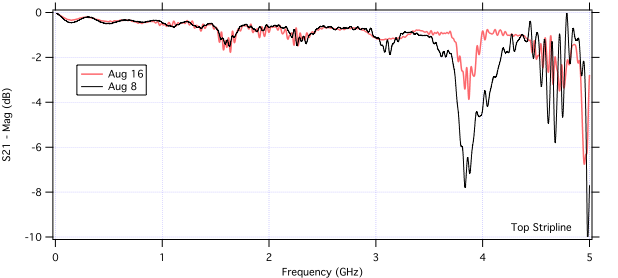 0
-2
-4
-6
-8
-10
S21 - Mag (dB)
Aug 16
Aug 8
Top Stripline
0 1 2 3 4 5
Frequency (GHz)